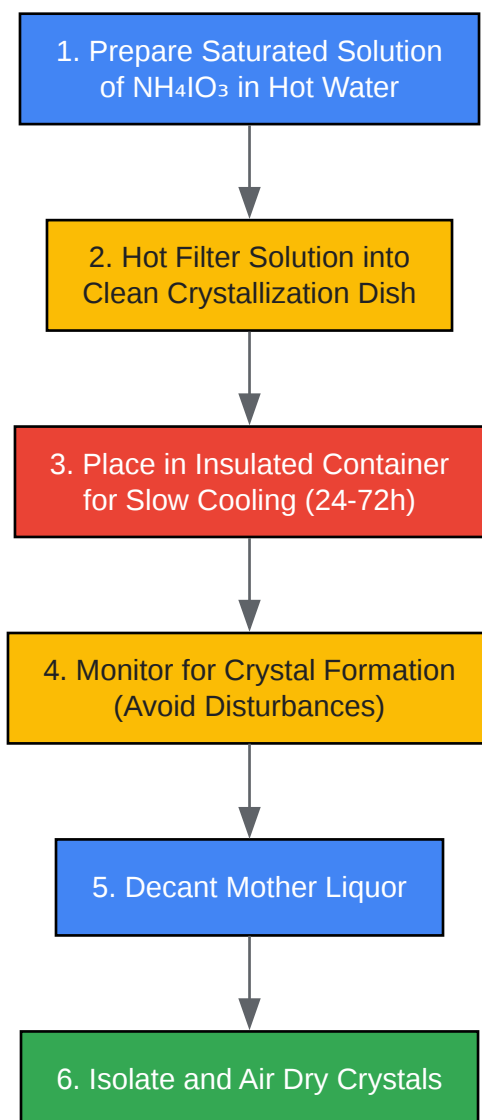 1. Prepare Saturated Solution
of NH₄IO₃ in Hot Water
2. Hot Filter Solution into
Clean Crystallization Dish
3. Place in Insulated Container
for Slow Cooling (24-72h)
4. Monitor for Crystal Formation
(Avoid Disturbances)
5. Decant Mother Liquor
6. Isolate and Air Dry Crystals